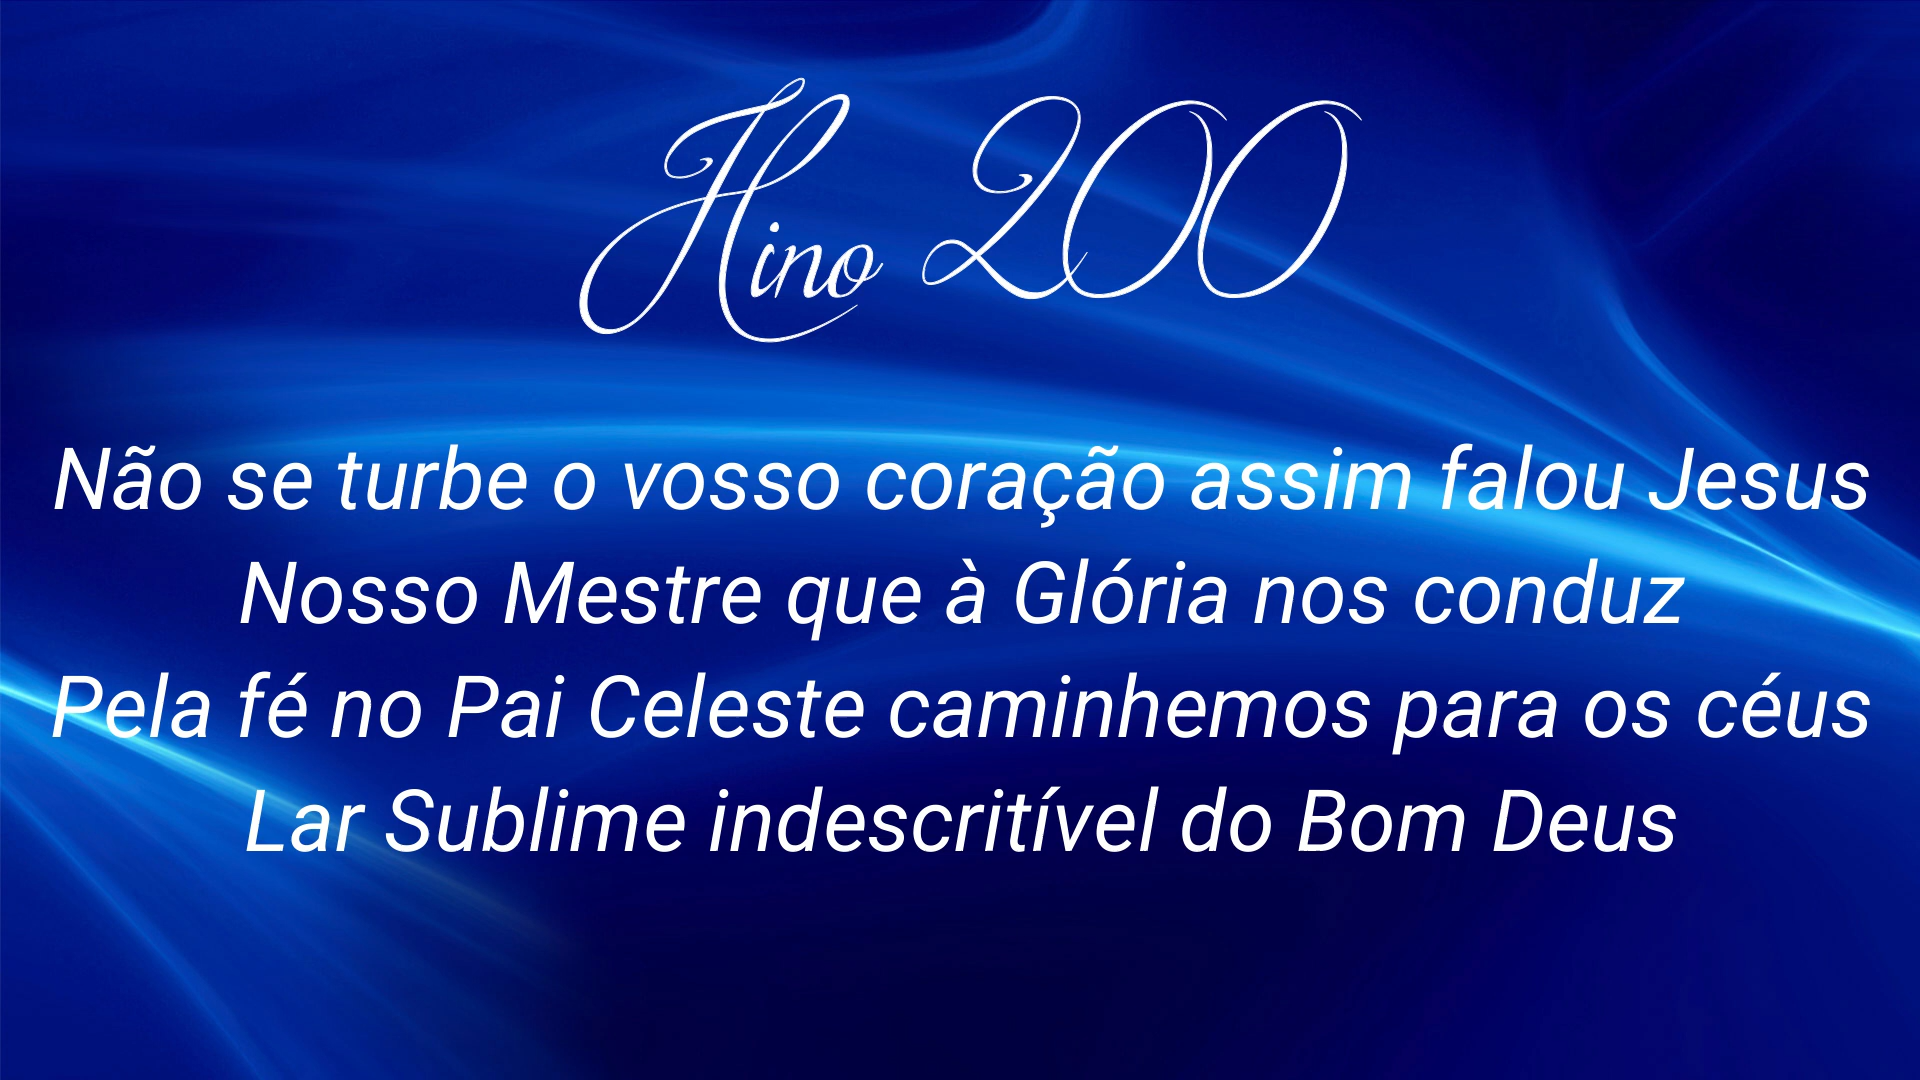 Hino 200
Não se turbe o vosso coração assim falou Jesus
Nosso Mestre que à Glória nos conduz
Pela fé no Pai Celeste caminhemos para os céus
Lar Sublime indescritível do Bom Deus